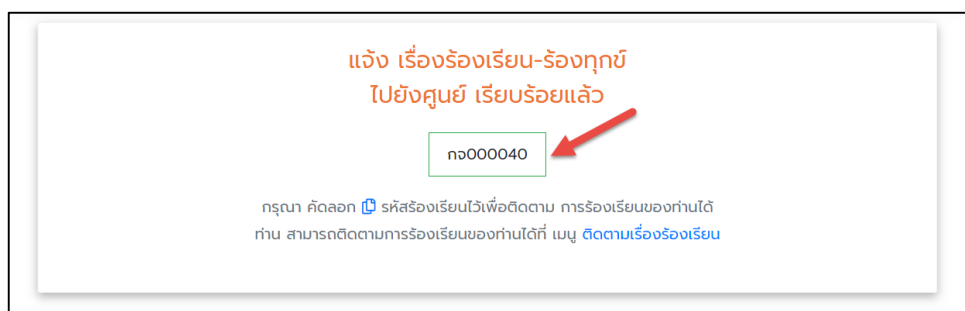 แจ้ง เรื่องร้องเรียน-ร้องทุกข์
ไปยังศูนย์ เรียบร้อยแล้ว
กจ000040
กรุณา คัดลอก รหัสร้องเรียนไว้เพื่อติดตาม การร้องเรียนของท่านได้
ท่าน สามารถติดตามการร้องเรียนของท่านได้ที่ เมนู ติดตามเรื่องร้องเรียน